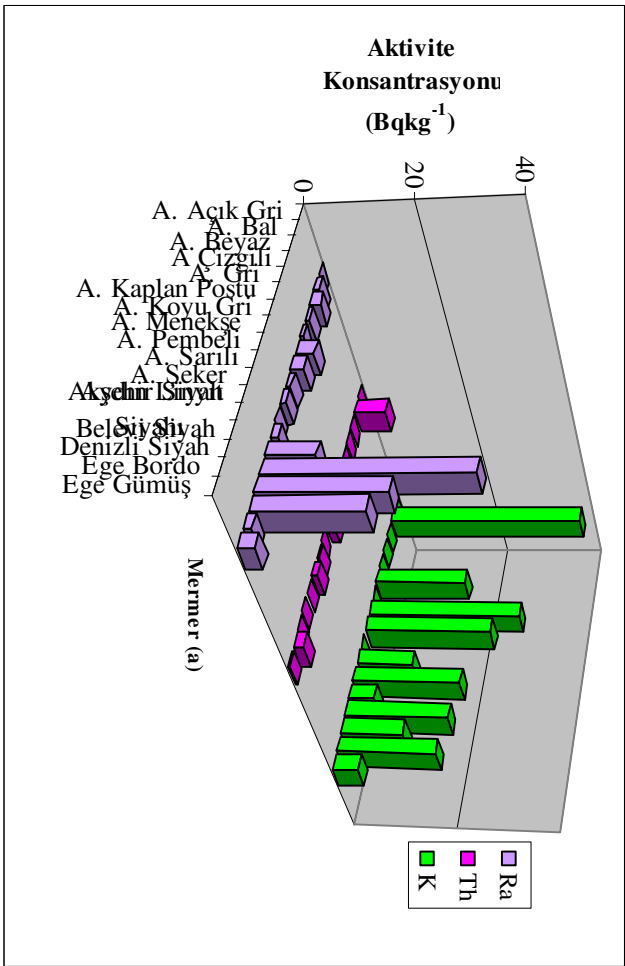 Aktivite
Konsantrasyonu
(Bqkg-1)
0
20
40
A. Açık Gri
A. Bal
A. Beyaz
A Çizgili
A. Gri
A. Kaplan Postu
A. Koyu Gri
A. Menekşe
A. Pembeli
A. Sarılı
A. Şeker
Siyah
Denizli Siyah
Ege Bordo
Ege Gümüş
Mermer (a)
Ra
Th
K